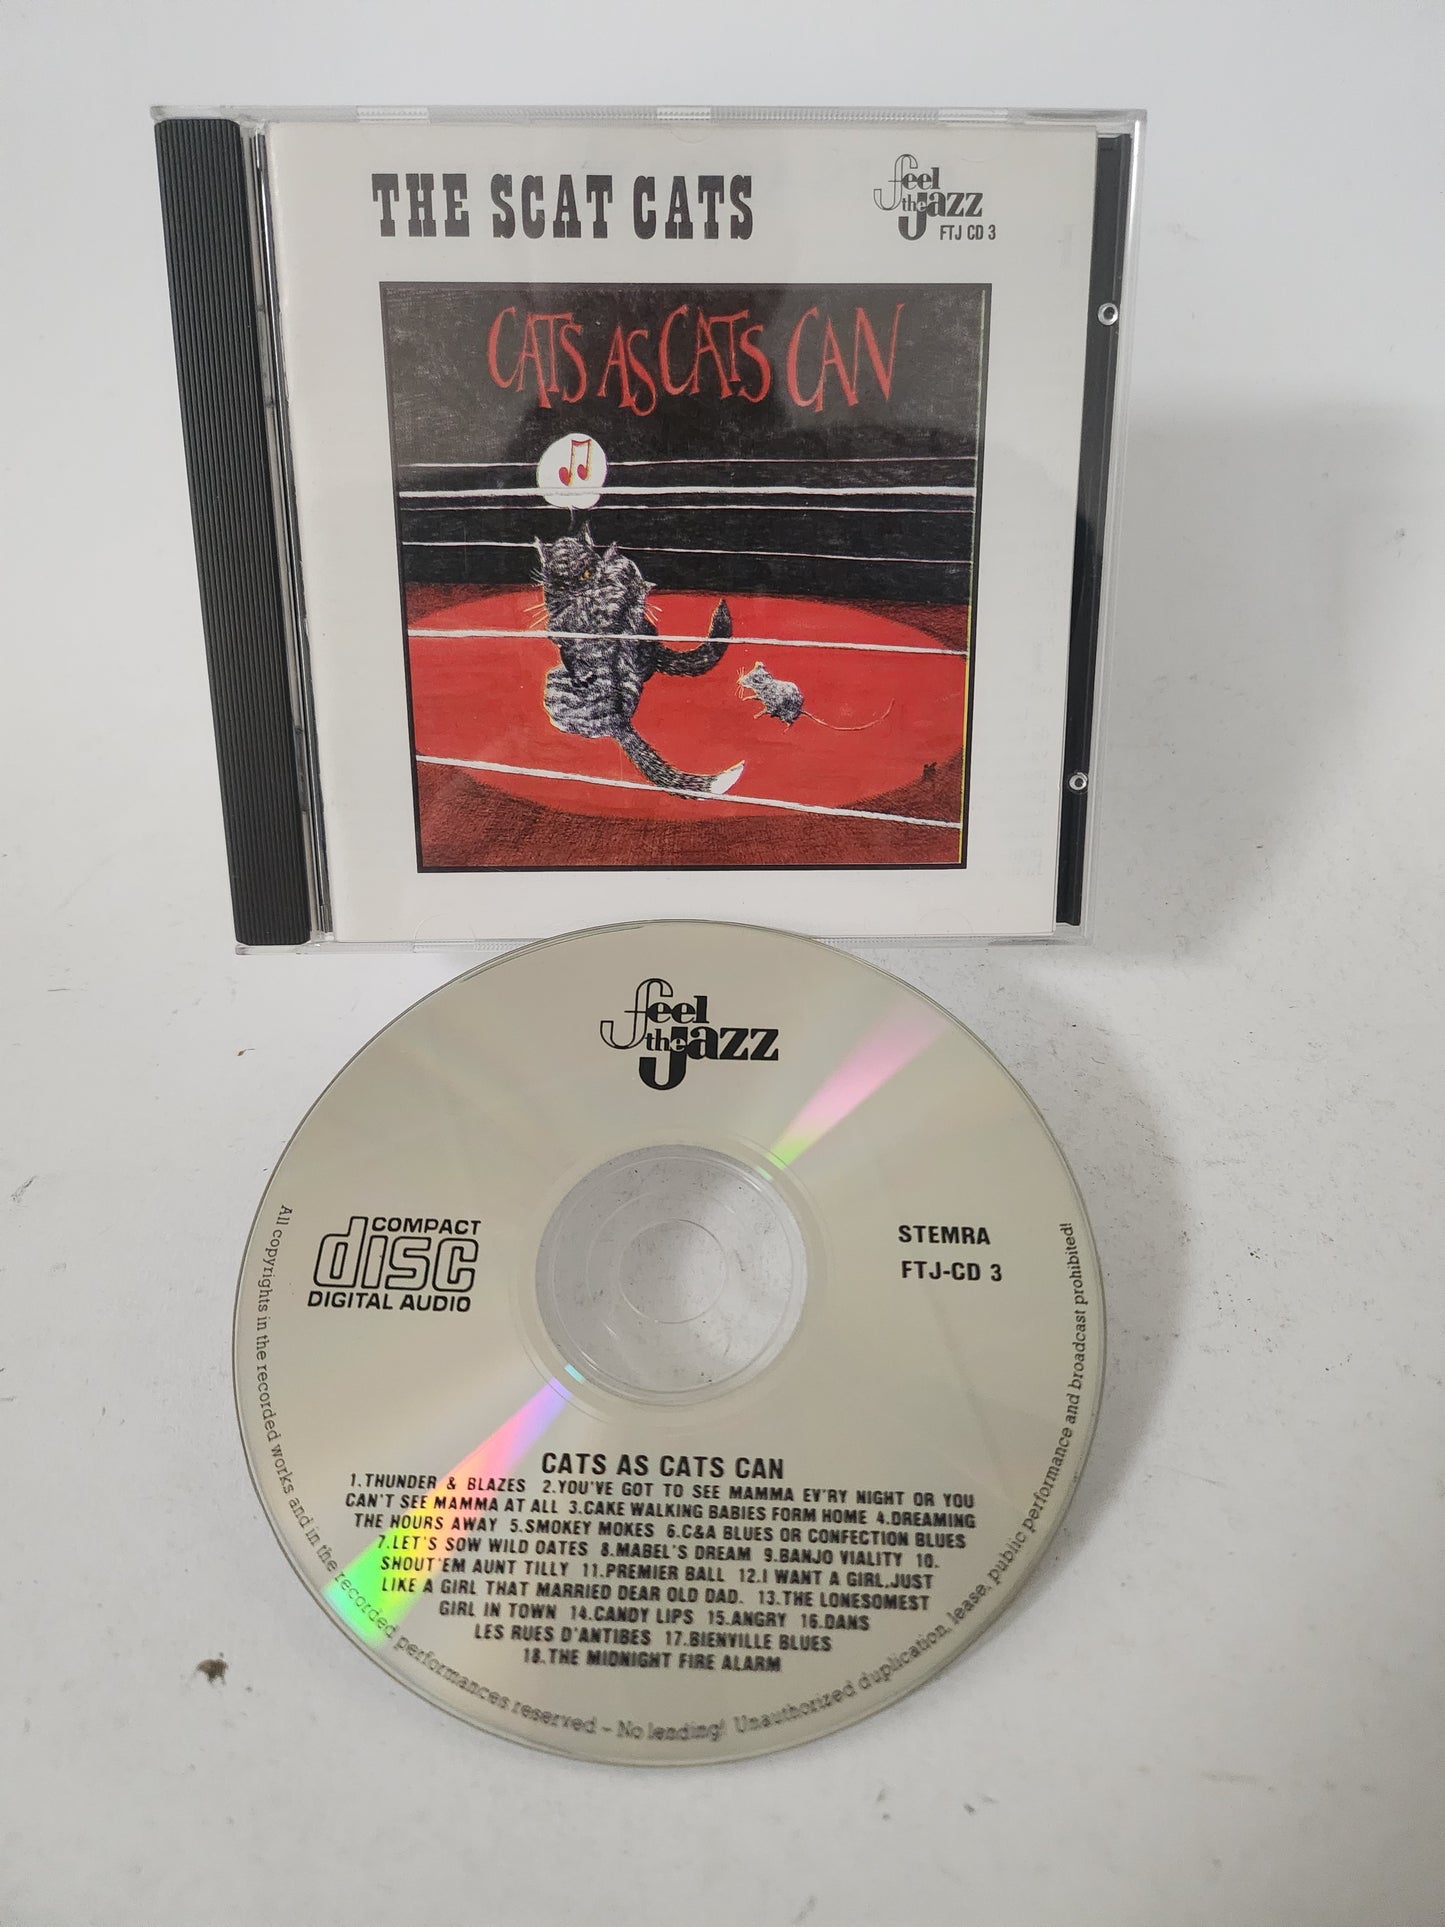 THE SCAT CATS
feel
the Jazz
FTJ CD 3
CATS AS CATS CAN
feel
the Jazz
COMPACT
disc
DIGITAL AUDIO
STEMRA
FTJ-CD 3
CATS AS CATS CAN
1.THUNDER & BLAZES 2.YOU'VE GOT TO SEE MAMMA EV'RY NIGHT OR YOU
CAN'T SEE MAMMA AT ALL 3.CAKE WALKING BABIES FORM HOME 4.DREAMING
THE HOURS AWAY 5.SMOKEY MOKES 6.C&A BLUES OR CONFECTION BLUES
7.LET'S SOW WILD OATES 8.MABEL'S DREAM 9.BANJO VIALITY 10.
SHOUT'EM AUNT TILLY 11.PREMIER BALL 12.I WANT A GIRL.JUST
LIKE A GIRL THAT MARRIED DEAR OLD DAD. 13.THE LONESOMEST
GIRL IN TOWN 14.CANDY LIPS 15.ANGRY 16.DANS
LES RUES D'ANTIBES 17.BIENVILLE BLUES
18.THE MIDNIGHT FIRE ALARM
All copyrights in the recorded works and in the recorded performances reserved – No lending! Unauthorized duplication, lease, public performance and broadcast prohibited!